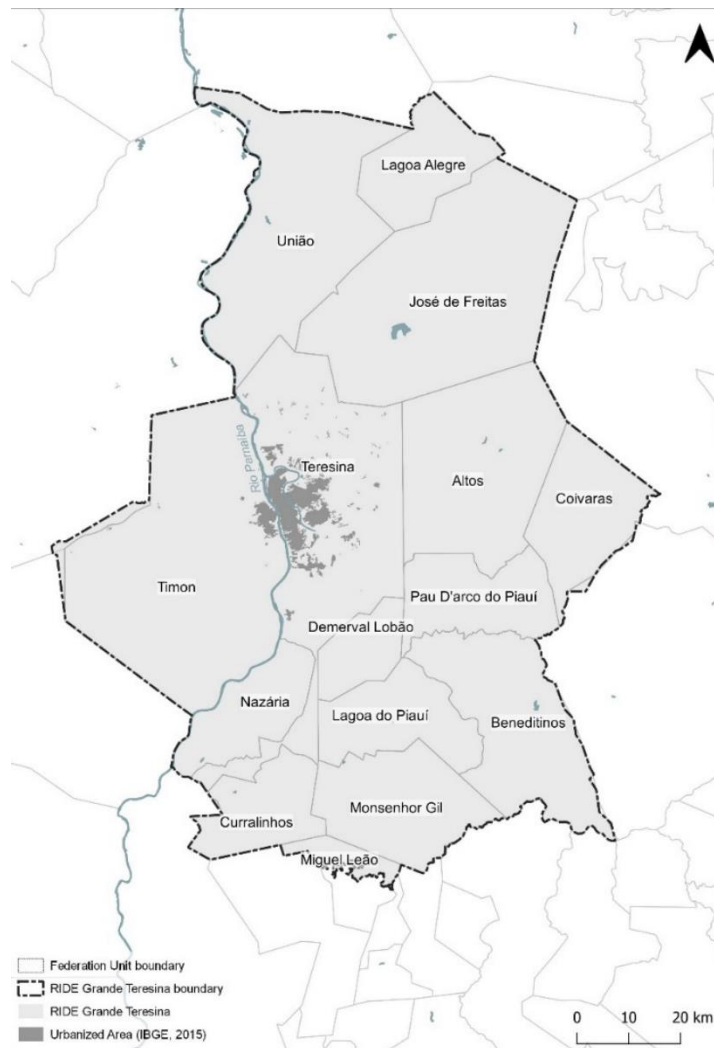 Lagoa Alegre
União
José de Freitas
Rio Parnaíba
Teresina
Altos
Coivaras
Timon
Pau D'arco do Piauí
Demerval Lobão
Nazária
Lagoa do Piauí
Beneditinos
Monsenhor Gil
Curralinhos
Miguel Leão
Federation Unit boundary
RIDE Grande Teresina boundary
RIDE Grande Teresina
Urbanized Area (IBGE, 2015)
0 10 20 km